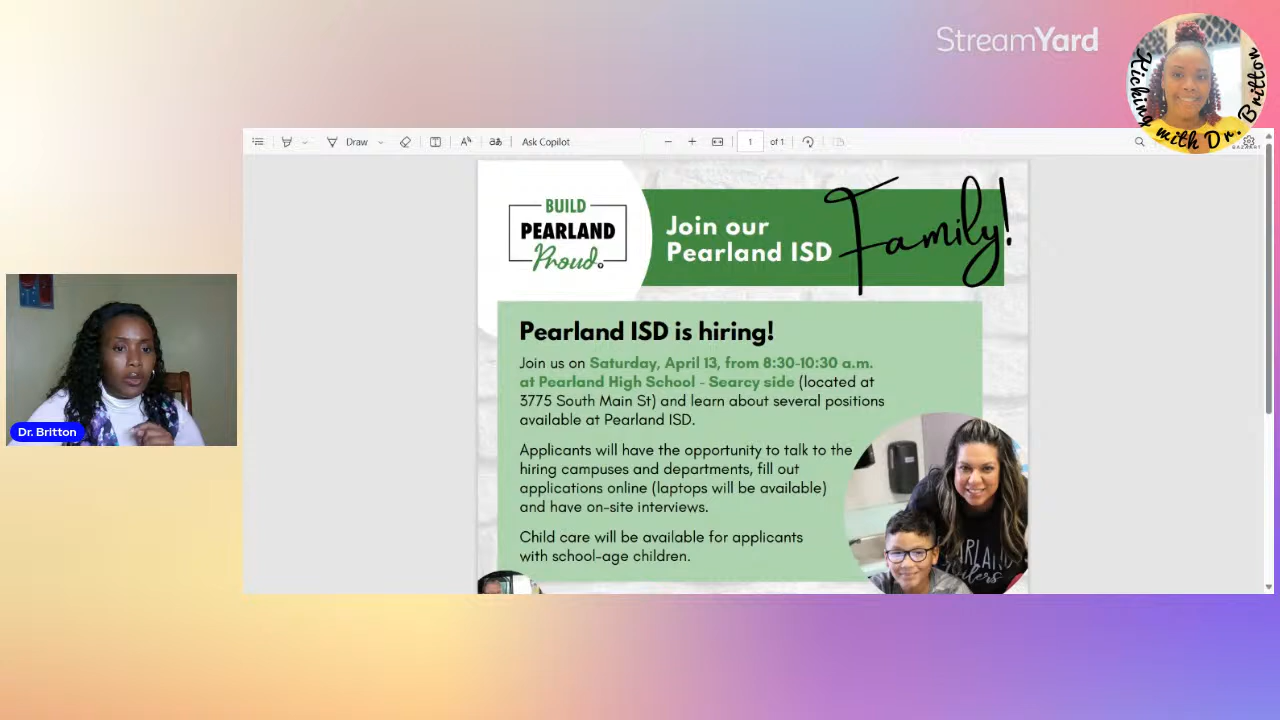 StreamYard
Kicking with Dr. Britton
Draw
Ask Copilot
1 of 1
BUILD
PEARLAND
Proud.
Join our
Pearland ISD
Family!
Pearland ISD is hiring!
Join us on Saturday, April 13, from 8:30-10:30 a.m.
at Pearland High School - Searcy side (located at
3775 South Main St) and learn about several positions
available at Pearland ISD.
Applicants will have the opportunity to talk to the
hiring campuses and departments, fill out
applications online (laptops will be available)
and have on-site interviews.
Child care will be available for applicants
with school-age children.
Dr. Britton